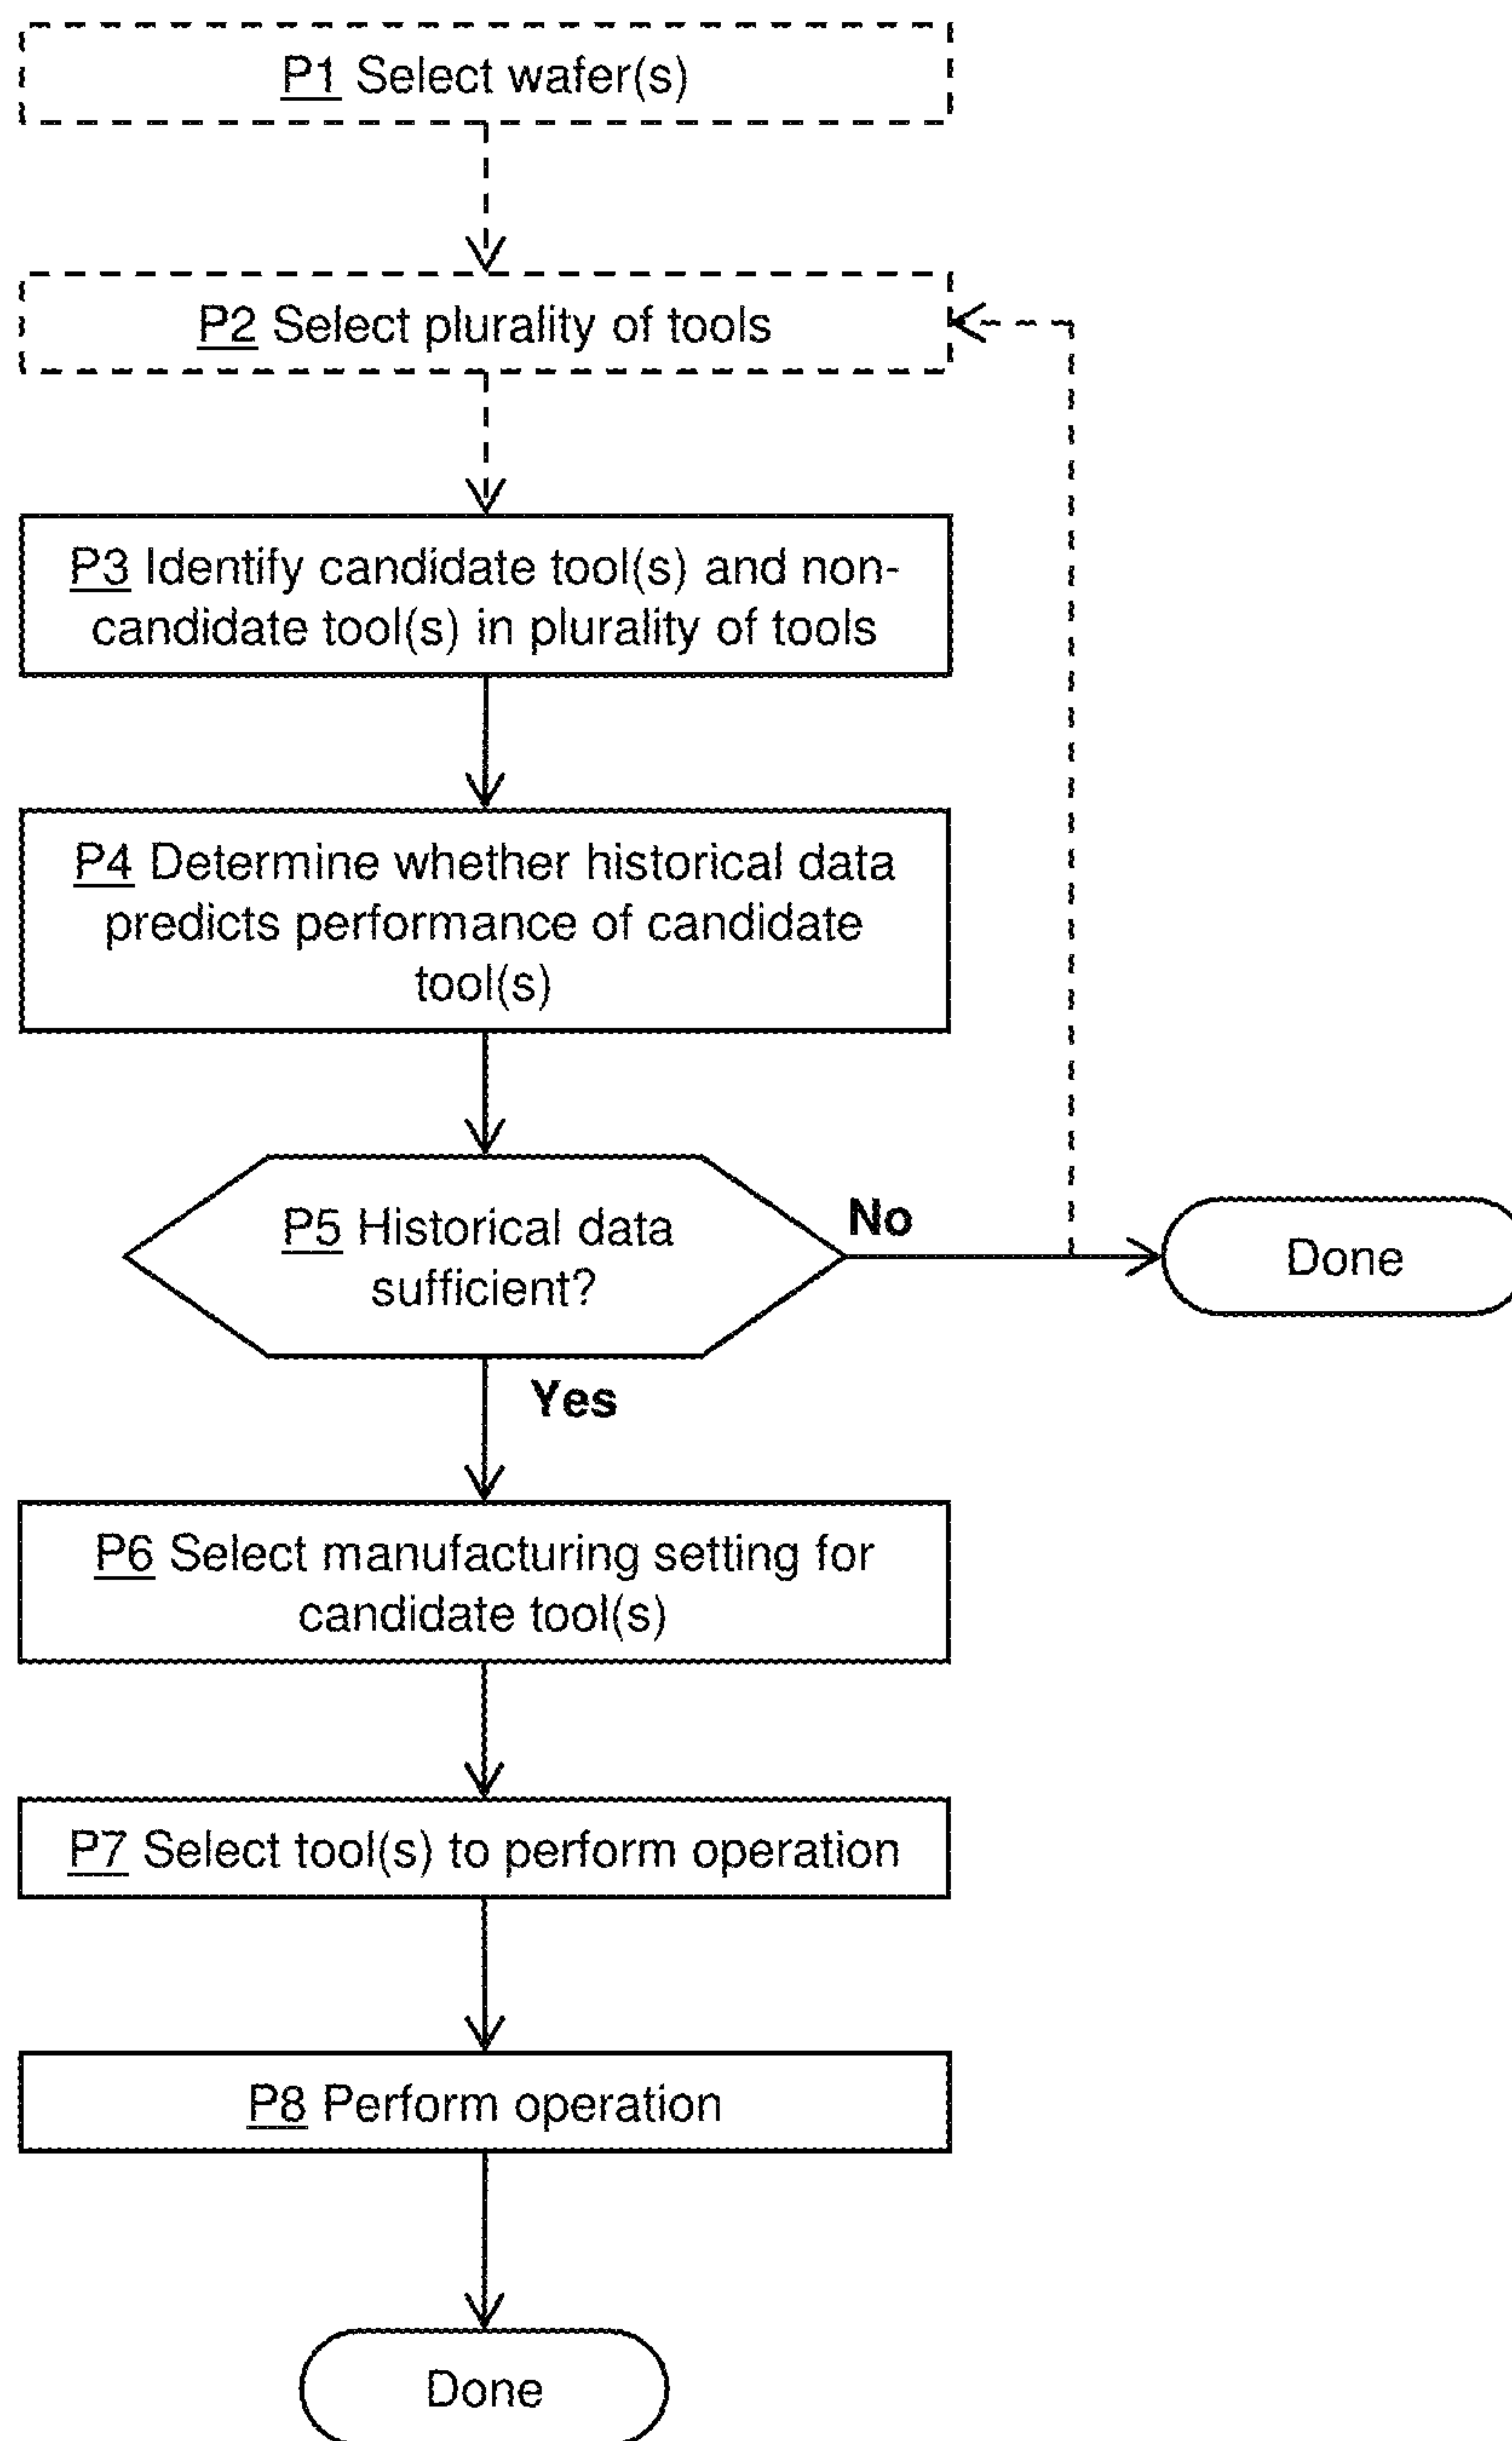 P1 Select wafer(s)
P2 Select plurality of tools
P3 Identify candidate tool(s) and non-
candidate tool(s) in plurality of tools
P4 Determine whether historical data
predicts performance of candidate
tool(s)
P5 Historical data
sufficient?
No
Done
Yes
P6 Select manufacturing setting for
candidate tool(s)
P7 Select tool(s) to perform operation
P8 Perform operation
Done